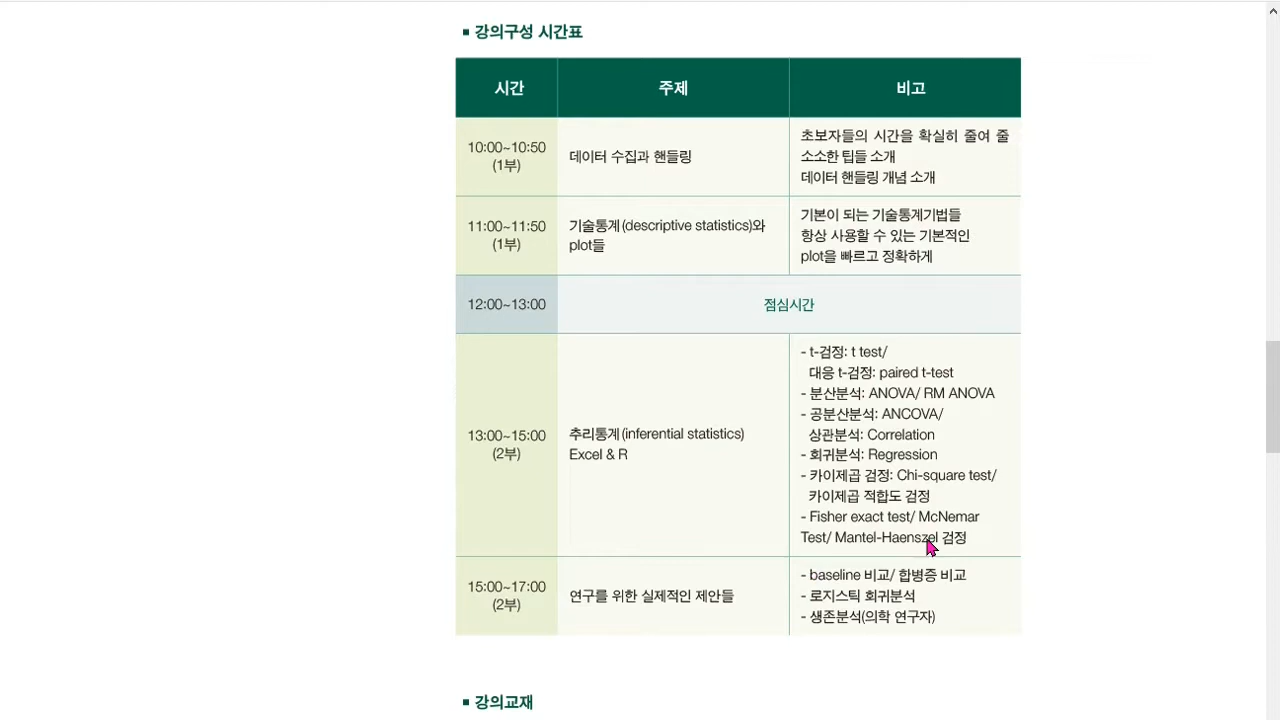 ▪ 강의구성 시간표
시간 주제 비고
10:00~10:50
(1부)
데이터 수집과 핸들링
초보자들의 시간을 확실히 줄여 줄
소소한 팁들 소개
데이터 핸들링 개념 소개
11:00~11:50
(1부)
기술통계(descriptive statistics)와
plot들
기본이 되는 기술통계기법들
항상 사용할 수 있는 기본적인
plot을 빠르고 정확하게
12:00~13:00
점심시간
13:00~15:00
(2부)
추리통계(inferential statistics)
Excel & R
- t-검정: t test/
대응 t-검정: paired t-test
- 분산분석: ANOVA/ RM ANOVA
- 공분산분석: ANCOVA/
상관분석: Correlation
- 회귀분석: Regression
- 카이제곱 검정: Chi-square test/
카이제곱 적합도 검정
- Fisher exact test/ McNemar
Test/ Mantel-Haenszel 검정
15:00~17:00
(2부)
연구를 위한 실제적인 제안들
- baseline 비교/ 합병증 비교
- 로지스틱 회귀분석
- 생존분석(의학 연구자)
▪ 강의교재